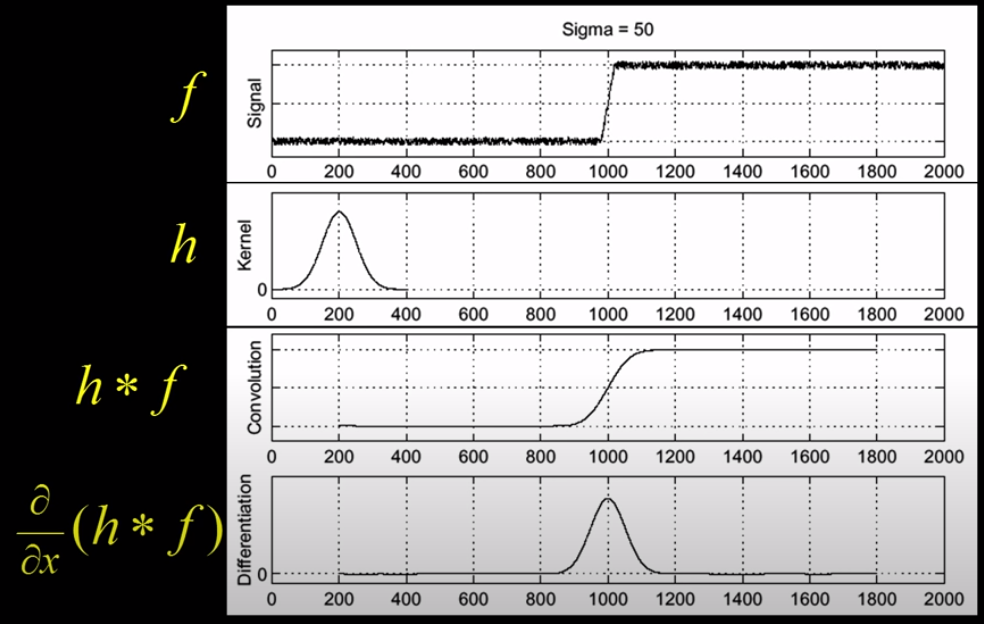 Sigma = 50
f
Signal
0 200 400 600 800 1000 1200 1400 1600 1800 2000
h
Kernel
0
0 200 400 600 800 1000 1200 1400 1600 1800 2000
h * f
Convolution
0 200 400 600 800 1000 1200 1400 1600 1800 2000
∂/∂x (h * f)
Differentiation
0
0 200 400 600 800 1000 1200 1400 1600 1800 2000